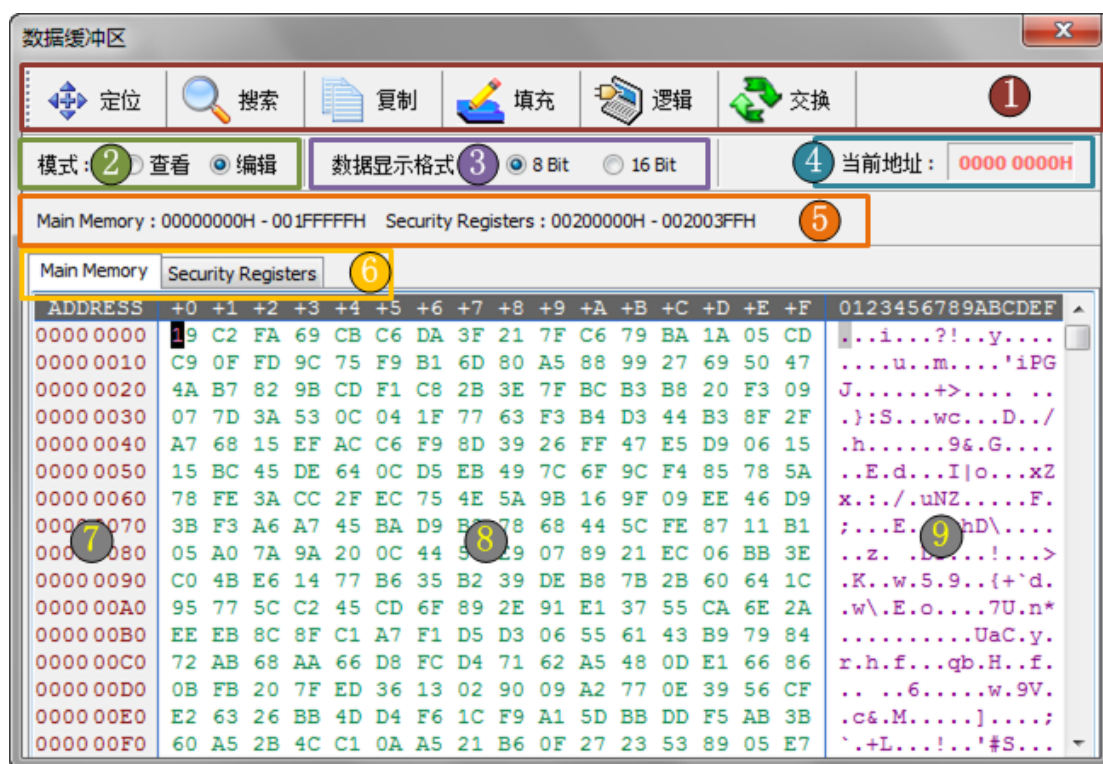 数据缓冲区
定位 搜索 复制 填充 逻辑 交换 1
模式: 2 查看 编辑 数据显示格式 3 8 Bit 16 Bit 4 当前地址: 0000 0000H
Main Memory : 00000000H - 001FFFFFH Security Registers : 00200000H - 002003FFH 5
Main Memory Security Registers 6
ADDRESS +0 +1 +2 +3 +4 +5 +6 +7 +8 +9 +A +B +C +D +E +F 0123456789ABCDEF
0000 0000 19 C2 FA 69 CB C6 DA 3F 21 7F C6 79 BA 1A 05 CD ...i...?!..y....
0000 0010 C9 0F FD 9C 75 F9 B1 6D 80 A5 88 99 27 69 50 47 ....u..m....'iPG
0000 0020 4A B7 82 9B CD F1 C8 2B 3E 7F BC B3 B8 20 F3 09 J......+>.... ..
0000 0030 07 7D 3A 53 0C 04 1F 77 63 F3 B4 D3 44 B3 8F 2F .}:S...wc...D../
0000 0040 A7 68 15 EF AC C6 F9 8D 39 26 FF 47 E5 D9 06 15 .h......9&.G....
0000 0050 15 BC 45 DE 64 0C D5 EB 49 7C 6F 9C F4 85 78 5A ..E.d...I|o...xZ
0000 0060 78 FE 3A CC 2F EC 75 4E 5A 9B 16 9F 09 EE 46 D9 x.:./.uNZ.....F.
070 3B F3 A6 A7 45 BA D9 78 68 44 5C FE 87 11 B1 ;...E. hD\....
7 8 9
080 05 A0 7A 9A 20 0C 44 07 89 21 EC 06 BB 3E ..z. ...!...>
0000 0090 C0 4B E6 14 77 B6 35 B2 39 DE B8 7B 2B 60 64 1C .K..w.5.9..{+`d.
0000 00A0 95 77 5C C2 45 CD 6F 89 2E 91 E1 37 55 CA 6E 2A .w\.E.o....7U.n*
0000 00B0 EE EB 8C 8F C1 A7 F1 D5 D3 06 55 61 43 B9 79 84 ..........UaC.y.
0000 00C0 72 AB 68 AA 66 D8 FC D4 71 62 A5 48 0D E1 66 86 r.h.f...qb.H..f.
0000 00D0 0B FB 20 7F ED 36 13 02 90 09 A2 77 0E 39 56 CF .. ..6.....w.9V.
0000 00E0 E2 63 26 BB 4D D4 F6 1C F9 A1 5D BB DD F5 AB 3B .c&.M.....]....;
0000 00F0 60 A5 2B 4C C1 0A A5 21 B6 0F 27 23 53 89 05 E7 `.+L...!..'#S...